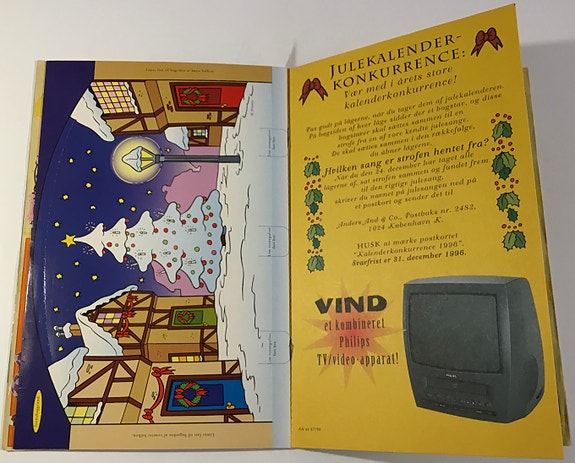 JULEKALENDER-
KONKURRENCE:
Vær med i årets store
kalenderkonkurrence!
Pas godt på lågerne, når du tager dem af julekalenderen.
På bagsiden af hver låge sidder der et bogstav, og disse
bogstaver skal sættes sammen til en
strofe fra en af vore kendte julesange.
De skal sættes sammen i den rækkefølge,
du åbner lågerne.
Hvilken sang er strofen hentet fra?
Når du den 24. december har taget alle
lågerne af, sat strofen sammen og fundet frem
til den rigtige julesang,
skriver du navnet på julesangen ned på
et postkort og sender det til
Anders And & Co., Postboks nr. 2482,
1024 København K.
HUSK at mærke postkortet
"Kalenderkonkurrence 1996".
Svarfrist er 31. december 1996.
VIND
et kombineret
Philips
TV/video-apparat!
PHILIPS